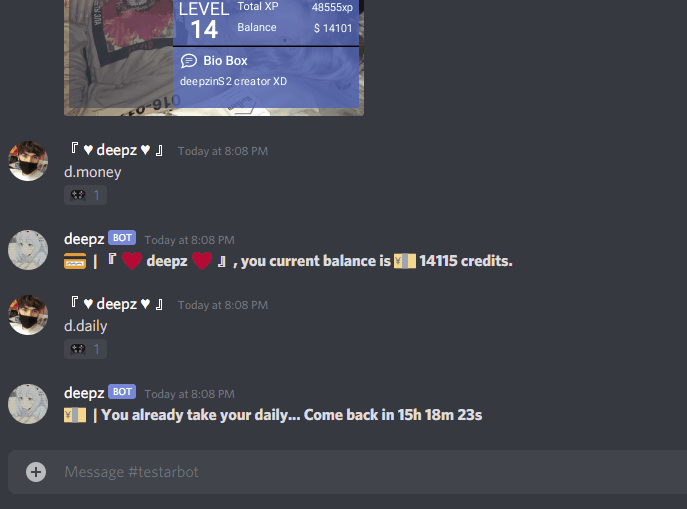 LEVEL
14
Total XP 48555xp
Balance $ 14101
Bio Box
deepzinS2 creator XD
『 ♥ deepz ♥ 』 Today at 8:08 PM
d.money
1
deepz BOT Today at 8:08 PM
| 『 ♥ deepz ♥ 』, you current balance is 14115 credits.
『 ♥ deepz ♥ 』 Today at 8:08 PM
d.daily
1
deepz BOT Today at 8:08 PM
| You already take your daily... Come back in 15h 18m 23s
Message #testarbot